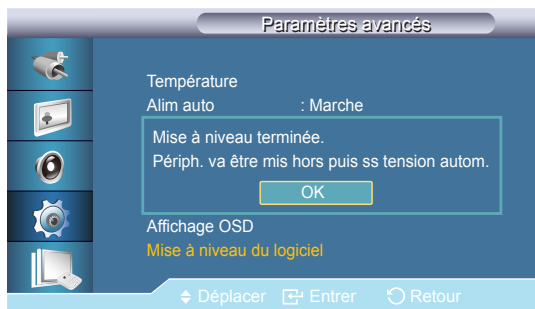 Paramètres avancés
Température
Alim auto : Marche
Mise à niveau terminée.
Périph. va être mis hors puis ss tension autom.
OK
Affichage OSD
Mise à niveau du logiciel
Déplacer Entrer Retour